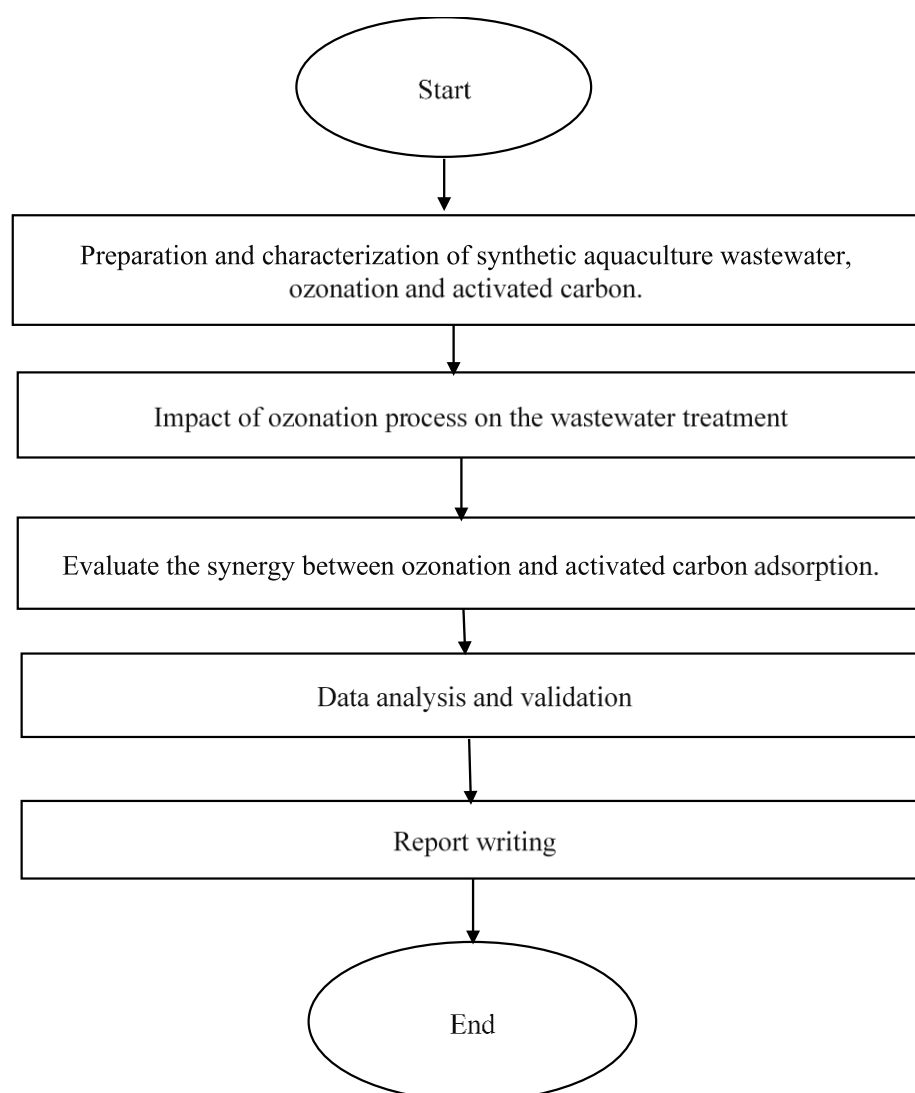 Start
Preparation and characterization of synthetic aquaculture wastewater,
ozonation and activated carbon.
Impact of ozonation process on the wastewater treatment
Evaluate the synergy between ozonation and activated carbon adsorption.
Data analysis and validation
Report writing
End